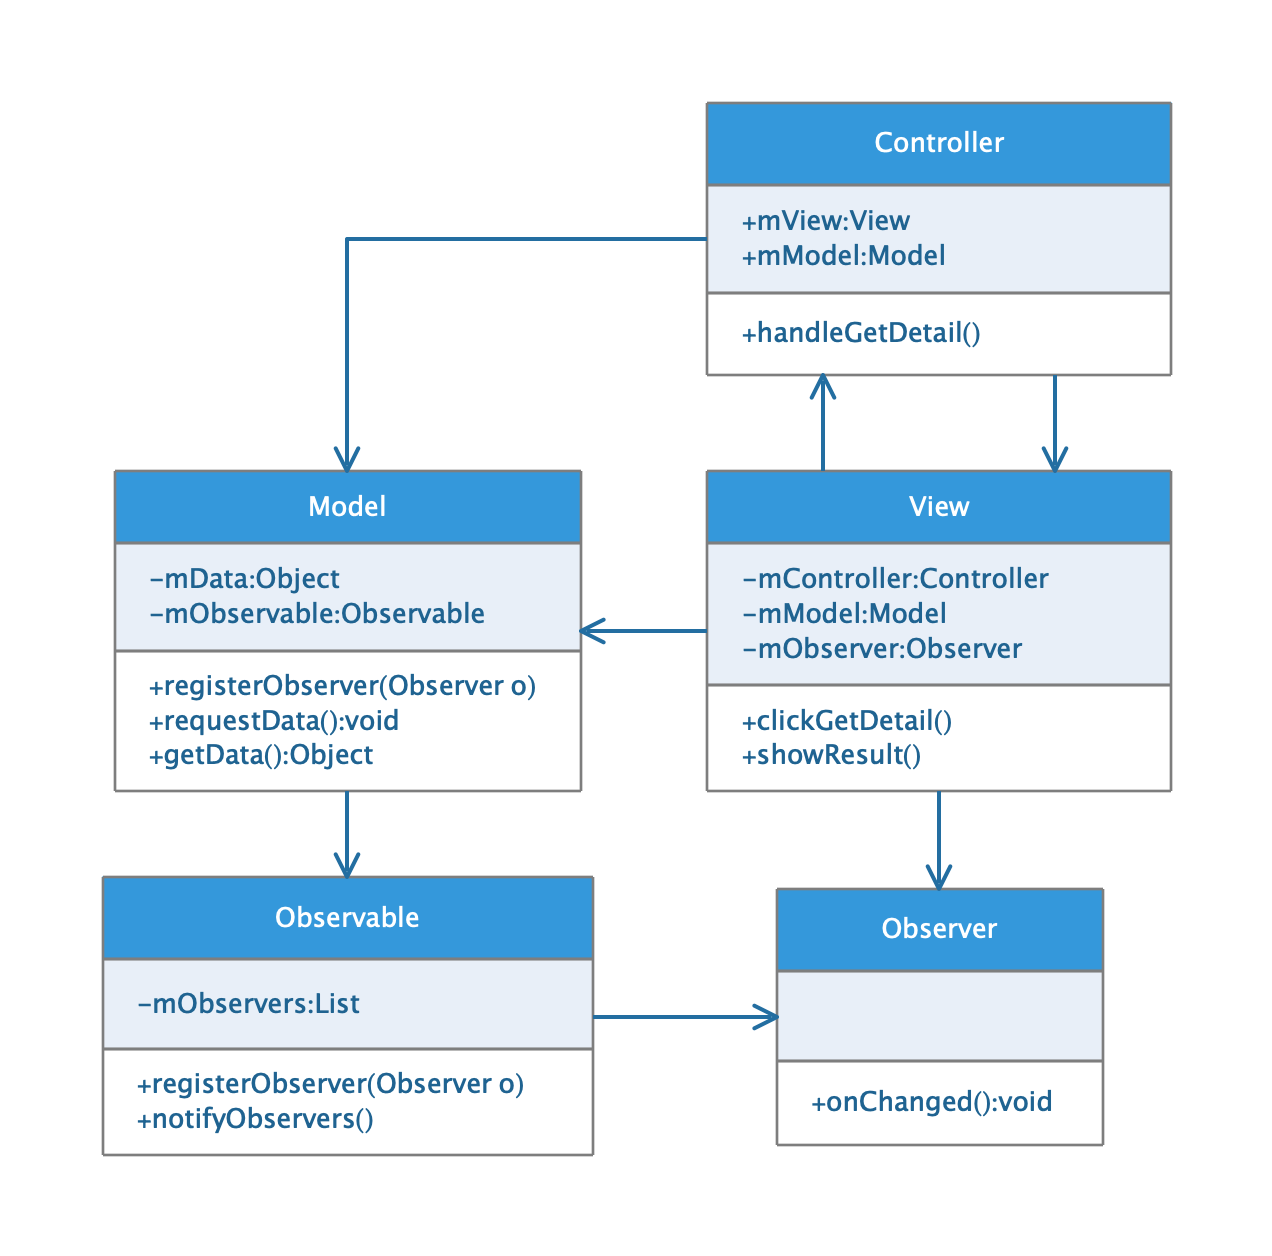 Controller
+mView:View
+mModel:Model
+handleGetDetail()
Model
-mData:Object
-mObservable:Observable
+registerObserver(Observer o)
+requestData():void
+getData():Object
View
-mController:Controller
-mModel:Model
-mObserver:Observer
+clickGetDetail()
+showResult()
Observable
-mObservers:List
+registerObserver(Observer o)
+notifyObservers()
Observer
+onChanged():void